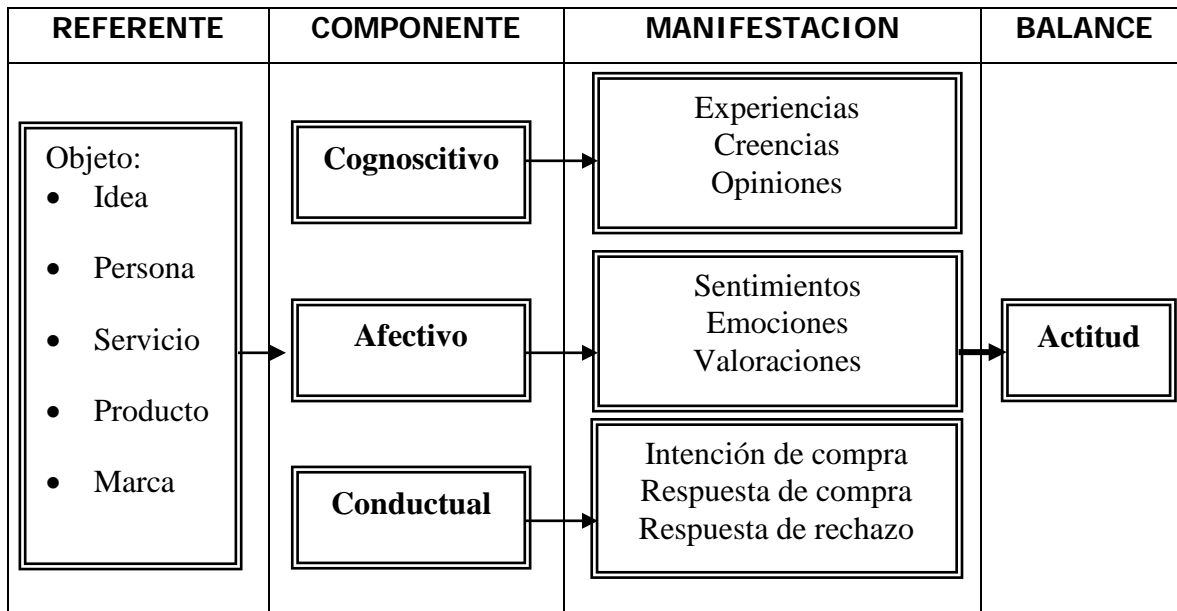 REFERENTE COMPONENTE MANIFESTACION BALANCE
Objeto:
• Idea
• Persona
• Servicio
• Producto
• Marca
Cognoscitivo
Afectivo
Conductual
Experiencias
Creencias
Opiniones
Sentimientos
Emociones
Valoraciones
Intención de compra
Respuesta de compra
Respuesta de rechazo
Actitud